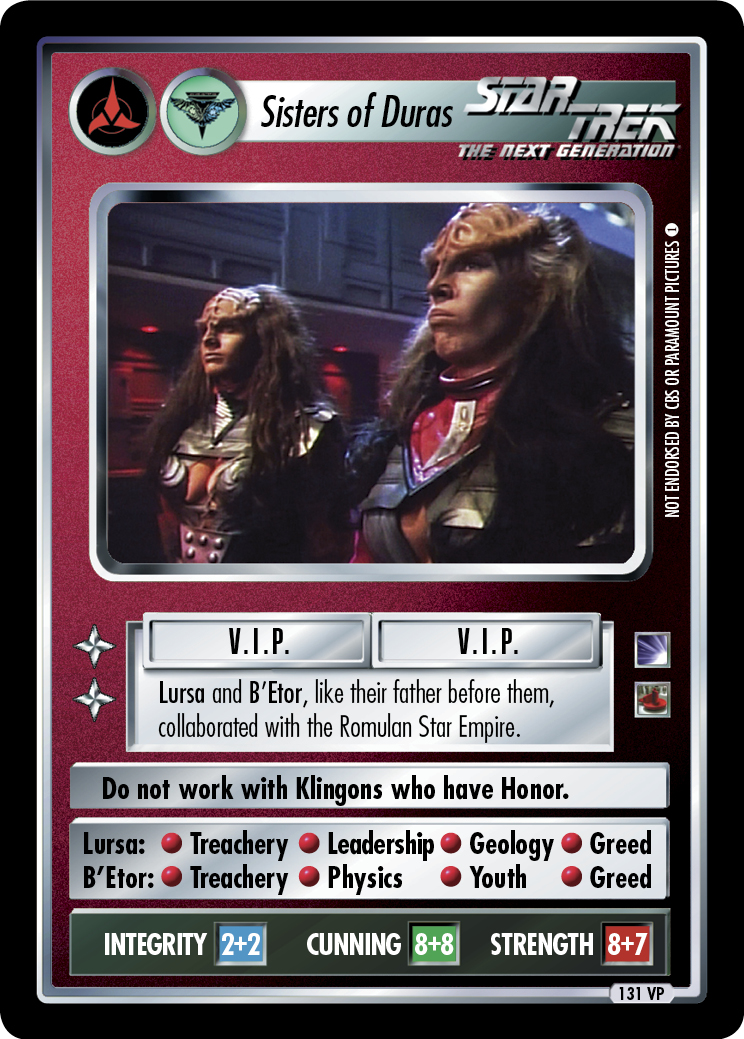 Sisters of Duras
STAR TREK
THE NEXT GENERATION
NOT ENDORSED BY CBS OR PARAMOUNT PICTURES 1
V.I.P. V.I.P.
Lursa and B'Etor, like their father before them,
collaborated with the Romulan Star Empire.
Do not work with Klingons who have Honor.
Lursa: Treachery Leadership Geology Greed
B'Etor: Treachery Physics Youth Greed
INTEGRITY 2+2 CUNNING 8+8 STRENGTH 8+7
131 VP